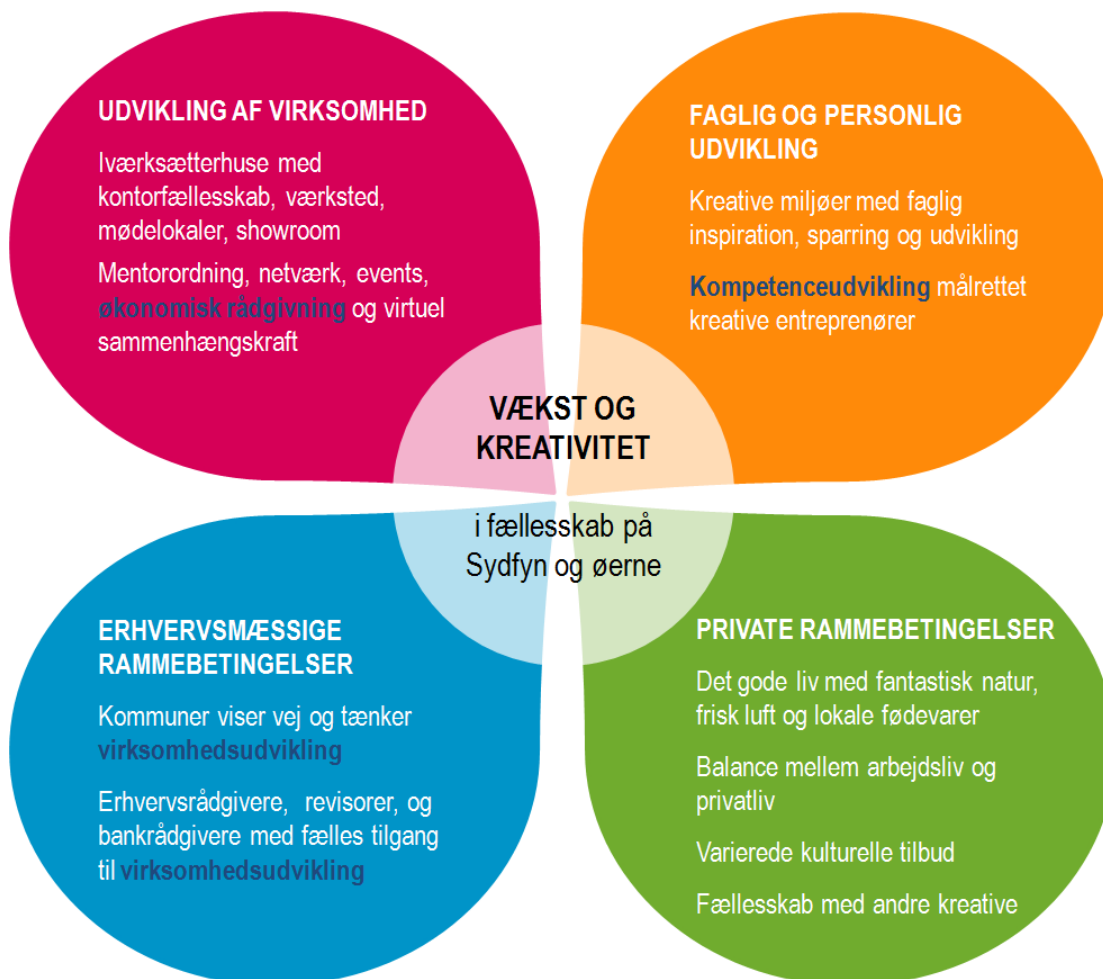 UDVIKLING AF VIRKSOMHED
Iværksætterhuse med
kontorfællesskab, værksted,
mødelokaler, showroom
Mentorordning, netværk, events,
økonomisk rådgivning og virtuel
sammenhængskraft
FAGLIG OG PERSONLIG
UDVIKLING
Kreative miljøer med faglig
inspiration, sparring og udvikling
Kompetenceudvikling målrettet
kreative entreprenører
VÆKST OG
KREATIVITET
i fællesskab på
Sydfyn og øerne
ERHVERVSMÆSSIGE
RAMMEBETINGELSER
Kommuner viser vej og tænker
virksomhedsudvikling
Erhvervsrådgivere, revisorer, og
bankrådgivere med fælles tilgang
til virksomhedsudvikling
PRIVATE RAMMEBETINGELSER
Det gode liv med fantastisk natur,
frisk luft og lokale fødevarer
Balance mellem arbejdsliv og
privatliv
Varierede kulturelle tilbud
Fællesskab med andre kreative